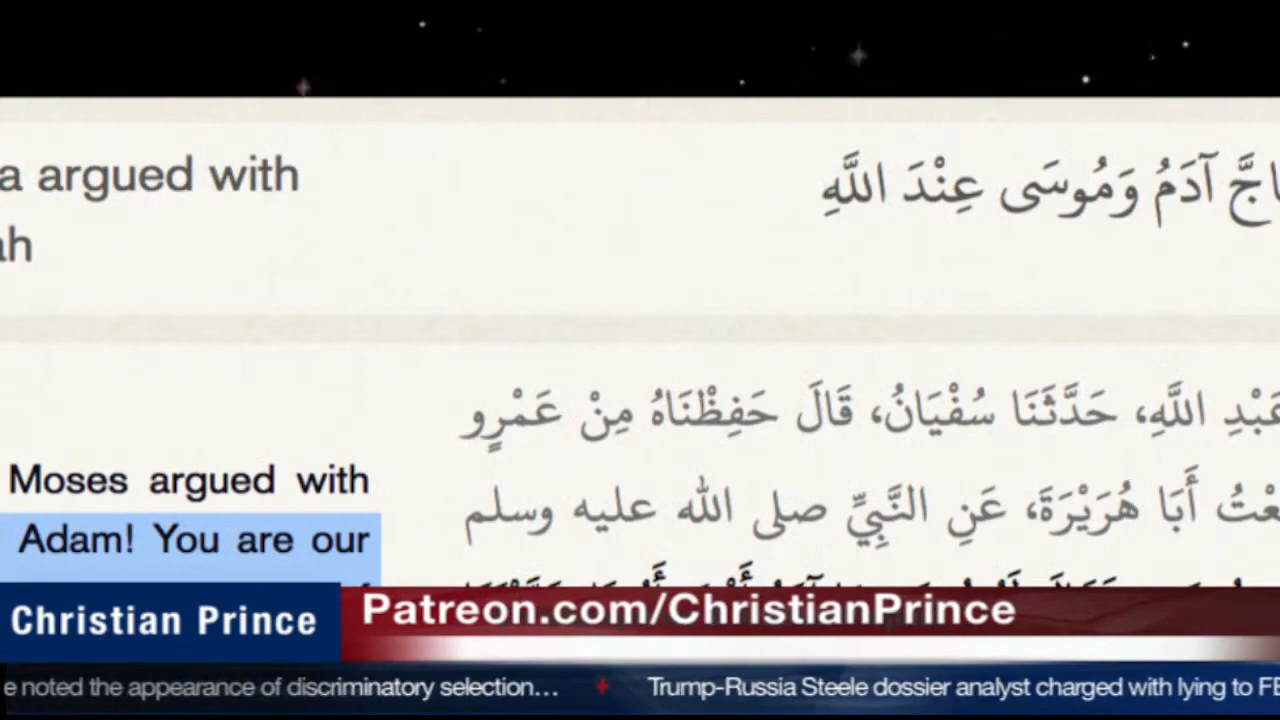 a argued with
ah
اجَّ آدَمُ وَمُوسَى عِنْدَ اللَّهِ
عَبْدِ اللَّهِ، حَدَّثَنَا سُفْيَانُ، قَالَ حَفِظْنَاهُ مِنْ عَمْرٍو
عْتُ أَبَا هُرَيْرَةَ، عَنِ النَّبِيِّ صلى الله عليه وسلم
Moses argued with
Adam! You are our
Christian Prince
Patreon.com/ChristianPrince
e noted the appearance of discriminatory selection... Trump-Russia Steele dossier analyst charged with lying to FE